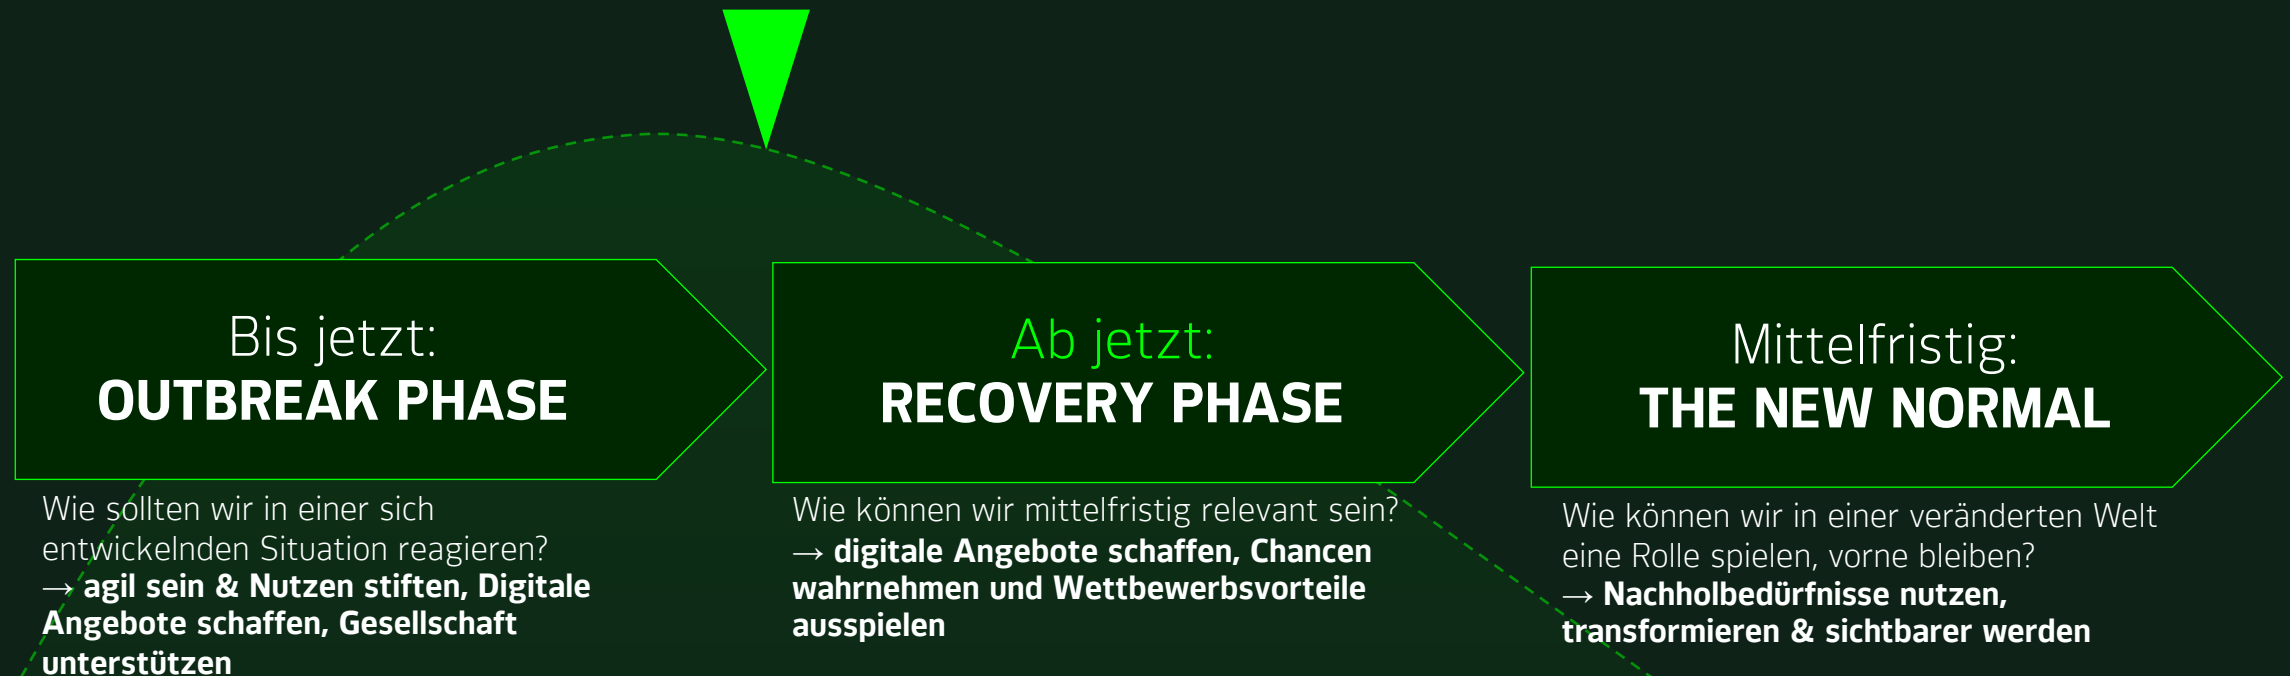 Bis jetzt:
OUTBREAK PHASE
Wie sollten wir in einer sich
entwickelnden Situation reagieren?
→ agil sein & Nutzen stiften, Digitale
Angebote schaffen, Gesellschaft
unterstützen
Ab jetzt:
RECOVERY PHASE
Wie können wir mittelfristig relevant sein?
→ digitale Angebote schaffen, Chancen
wahrnehmen und Wettbewerbsvorteile
ausspielen
Mittelfristig:
THE NEW NORMAL
Wie können wir in einer veränderten Welt
eine Rolle spielen, vorne bleiben?
→ Nachholbedürfnisse nutzen,
transformieren & sichtbarer werden